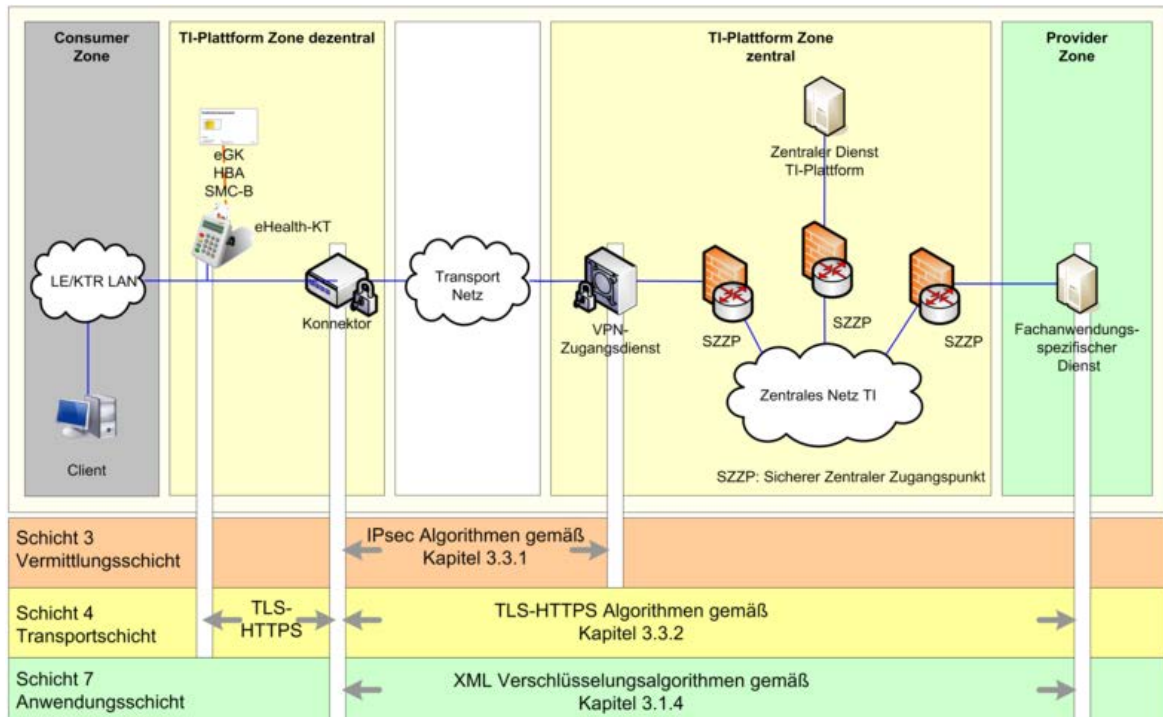 Consumer
Zone
TI-Plattform Zone dezentral
TI-Plattform Zone
zentral
Provider
Zone
eGK
HBA
SMC-B
eHealth-KT
LE/KTR LAN
Client
Konnektor
Transport
Netz
VPN-
Zugangsdienst
Zentraler Dienst
TI-Plattform
SZZP
SZZP
SZZP
Zentrales Netz TI
Fachanwendungs-
spezifischer
Dienst
SZZP: Sicherer Zentraler Zugangspunkt
Schicht 3
Vermittlungsschicht
IPsec Algorithmen gemäß
Kapitel 3.3.1
Schicht 4
Transportschicht
TLS-
HTTPS
TLS-HTTPS Algorithmen gemäß
Kapitel 3.3.2
Schicht 7
Anwendungsschicht
XML Verschlüsselungsalgorithmen gemäß
Kapitel 3.1.4